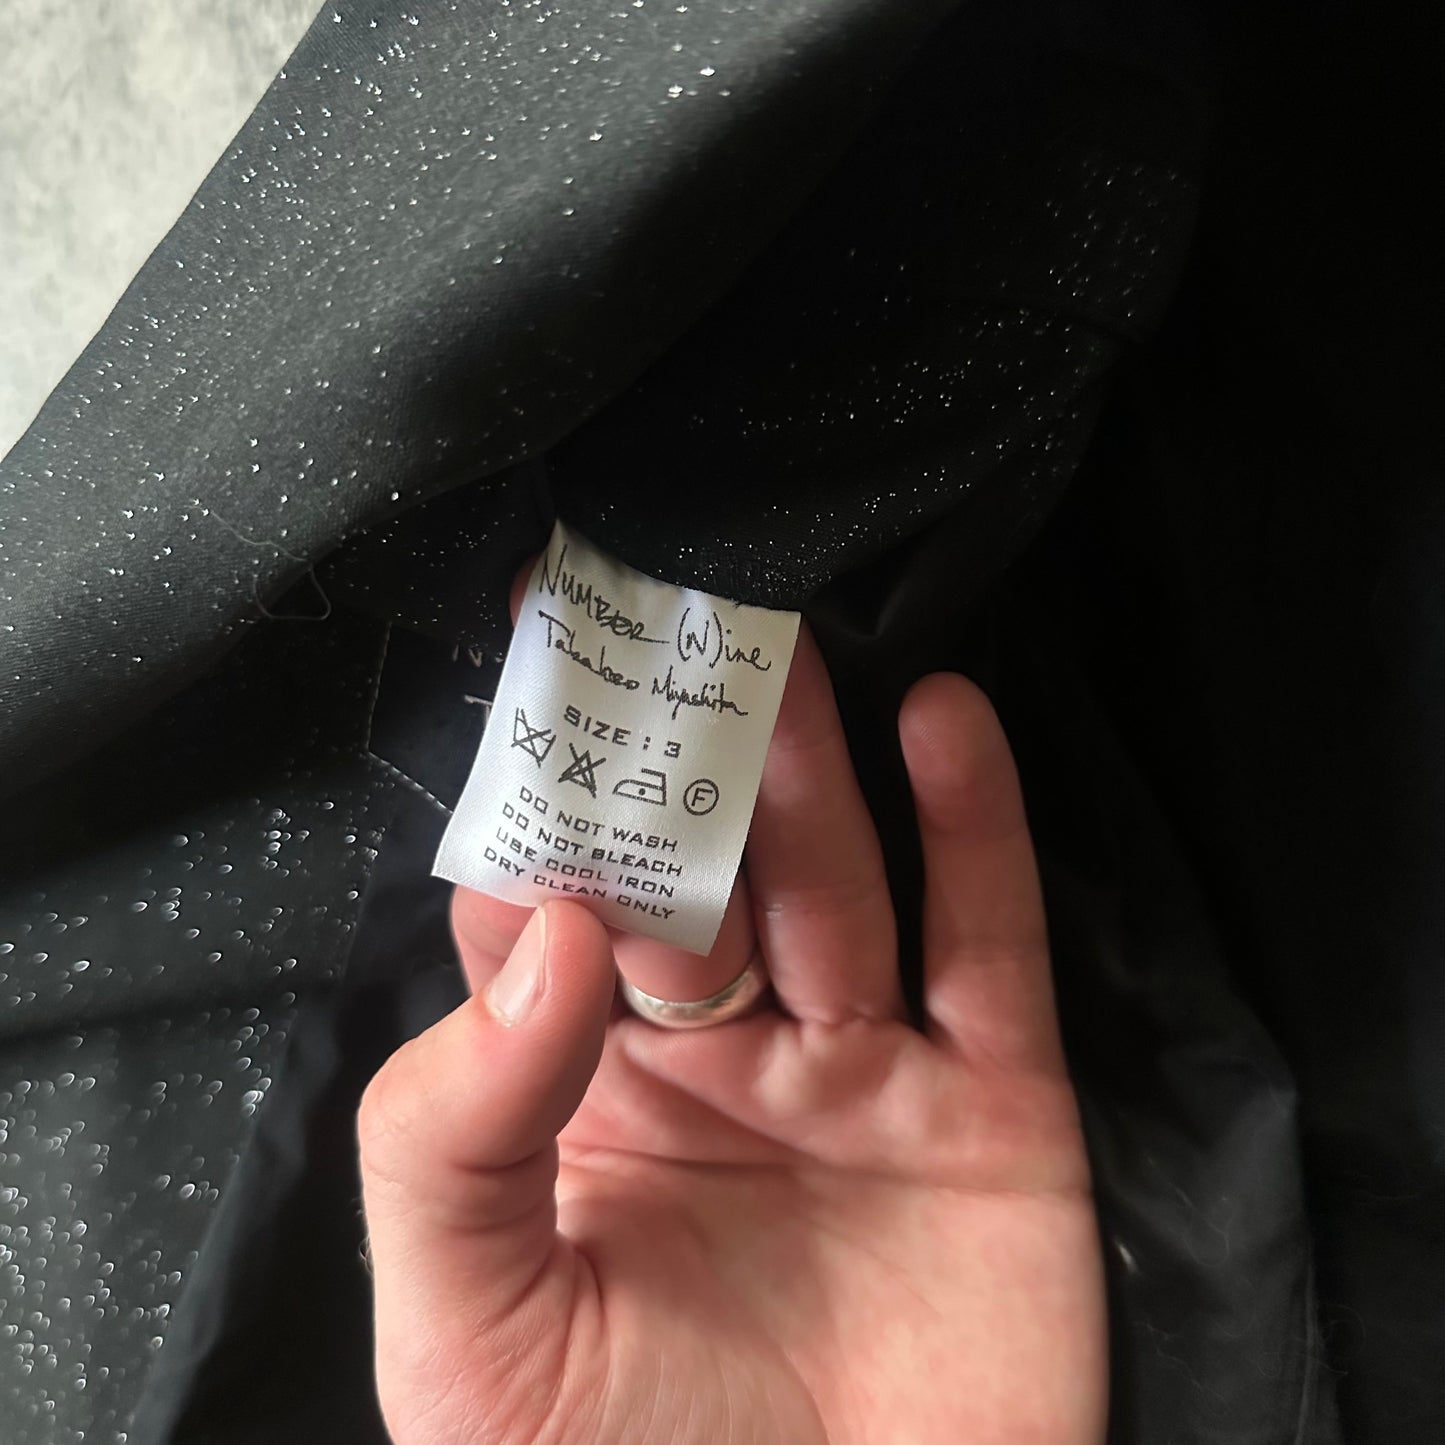 NUMBER (N)ine
Takahiro Miyashita
SIZE : 3
F
DO NOT WASH
DO NOT BLEACH
USE COOL IRON
DRY CLEAN ONLY
N
T